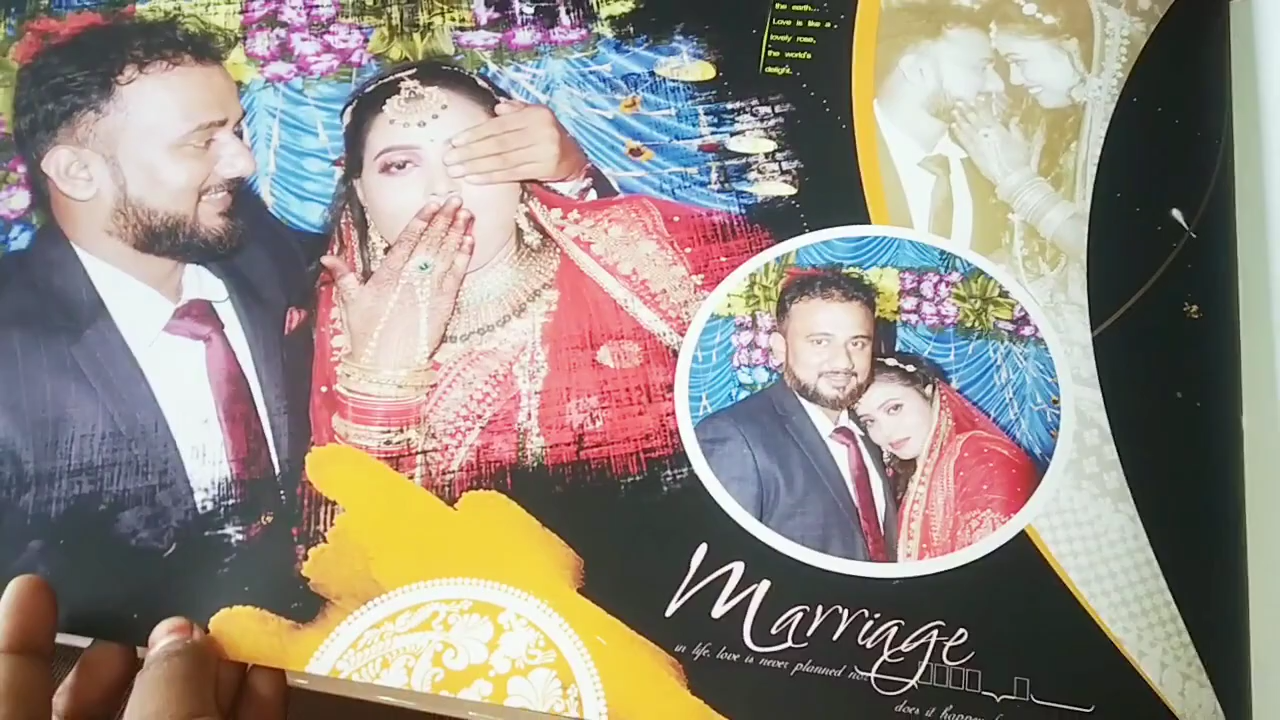 the earth...
Love is like a
lovely rose,
the world's
delight.
Marriage
in life, love is never planned nor
does it happen